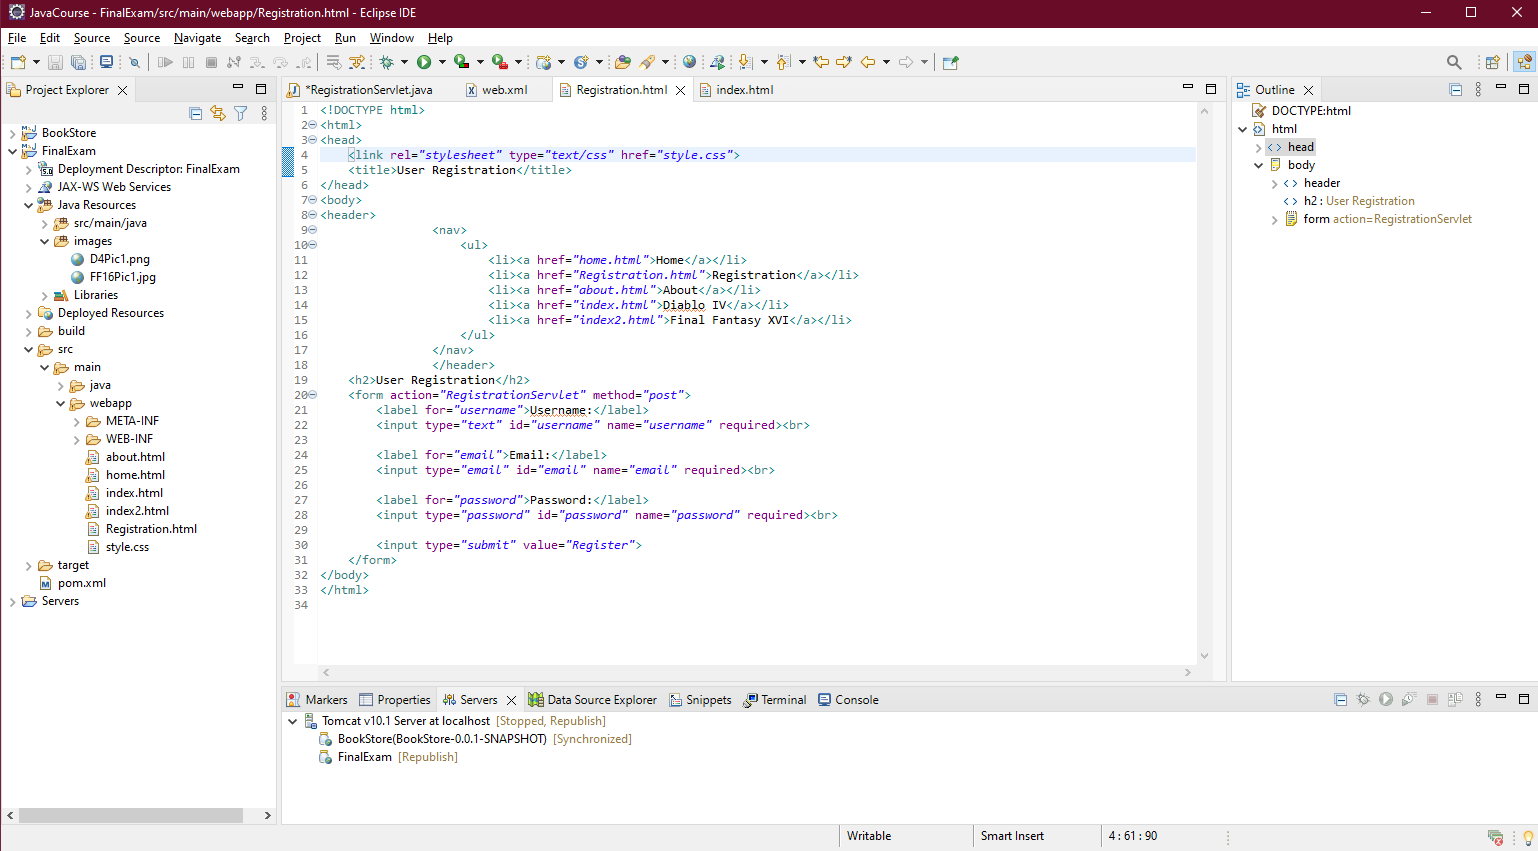 JavaCourse - FinalExam/src/main/webapp/Registration.html - Eclipse IDE
File Edit Source Source Navigate Search Project Run Window Help
Project Explorer
BookStore
FinalExam
Deployment Descriptor: FinalExam
JAX-WS Web Services
Java Resources
src/main/java
images
D4Pic1.png
FF16Pic1.jpg
Libraries
Deployed Resources
build
src
main
java
webapp
META-INF
WEB-INF
about.html
home.html
index.html
index2.html
Registration.html
style.css
target
pom.xml
Servers
*RegistrationServlet.java web.xml Registration.html index.html
1 <!DOCTYPE html>
2 <html>
3 <head>
4 <link rel="stylesheet" type="text/css" href="style.css">
5 <title>User Registration</title>
6 </head>
7 <body>
8 <header>
9 <nav>
10 <ul>
11 <li><a href="home.html">Home</a></li>
12 <li><a href="Registration.html">Registration</a></li>
13 <li><a href="about.html">About</a></li>
14 <li><a href="index.html">Diablo IV</a></li>
15 <li><a href="index2.html">Final Fantasy XVI</a></li>
16 </ul>
17 </nav>
18 </header>
19 <h2>User Registration</h2>
20 <form action="RegistrationServlet" method="post">
21 <label for="username">Username:</label>
22 <input type="text" id="username" name="username" required><br>
23
24 <label for="email">Email:</label>
25 <input type="email" id="email" name="email" required><br>
26
27 <label for="password">Password:</label>
28 <input type="password" id="password" name="password" required><br>
29
30 <input type="submit" value="Register">
31 </form>
32 </body>
33 </html>
34
Outline
DOCTYPE:html
html
head
body
header
h2 : User Registration
form action=RegistrationServlet
Markers Properties Servers Data Source Explorer Snippets Terminal Console
Tomcat v10.1 Server at localhost [Stopped, Republish]
BookStore(BookStore-0.0.1-SNAPSHOT) [Synchronized]
FinalExam [Republish]
Writable Smart Insert 4 : 61 : 90